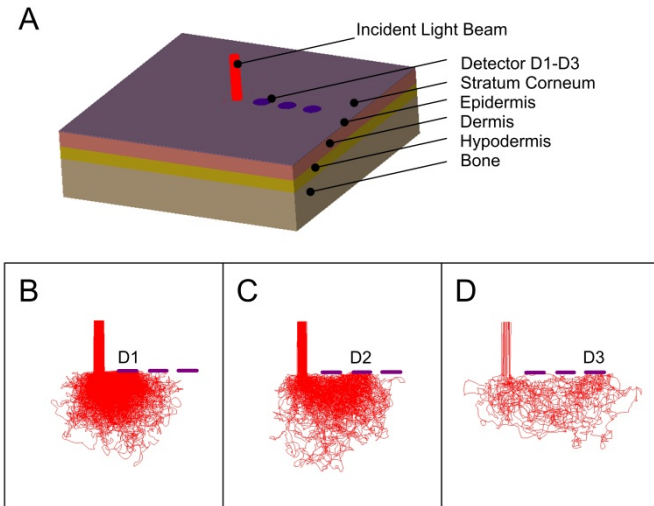 A
Incident Light Beam
Detector D1-D3
Stratum Corneum
Epidermis
Dermis
Hypodermis
Bone
B
D1
C
D2
D
D3